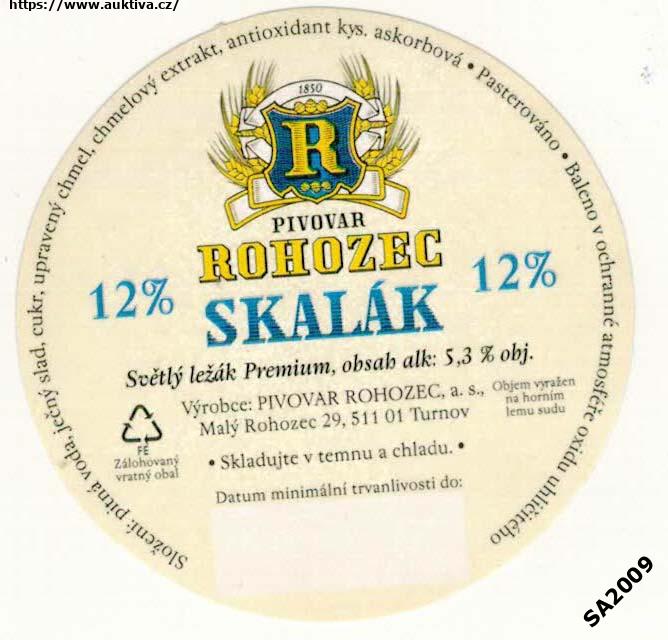 https://www.auktiva.cz/
Složení: pitná voda, ječný slad, cukr, upravený chmel, chmelový extrakt, antioxidant kys. askorbová • Pasterováno • Baleno v ochranné atmosféře oxidu uhličitého
1850
R
PIVOVAR
ROHOZEC
12% 12%
SKALÁK
Světlý ležák Premium, obsah alk: 5,3 % obj.
Výrobce: PIVOVAR ROHOZEC, a. s.,
Malý Rohozec 29, 511 01 Turnov
Objem vyražen
na horním
lemu sudu
FE
Zálohovaný
vratný obal
• Skladujte v temnu a chladu. •
Datum minimální trvanlivosti do:
SA2009